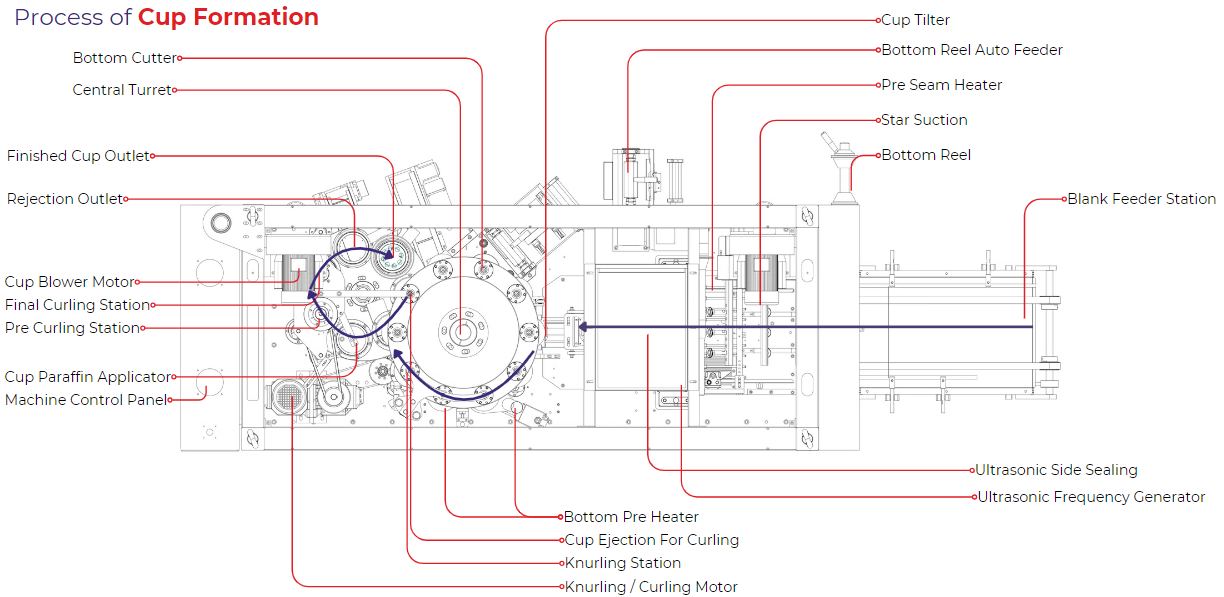 Process of Cup Formation
Cup Tilter
Bottom Reel Auto Feeder
Bottom Cutter
Pre Seam Heater
Central Turret
Star Suction
Finished Cup Outlet
Bottom Reel
Rejection Outlet
Blank Feeder Station
Cup Blower Motor
Final Curling Station
Pre Curling Station
Cup Paraffin Applicator
Machine Control Panel
Ultrasonic Side Sealing
Ultrasonic Frequency Generator
Bottom Pre Heater
Cup Ejection For Curling
Knurling Station
Knurling / Curling Motor